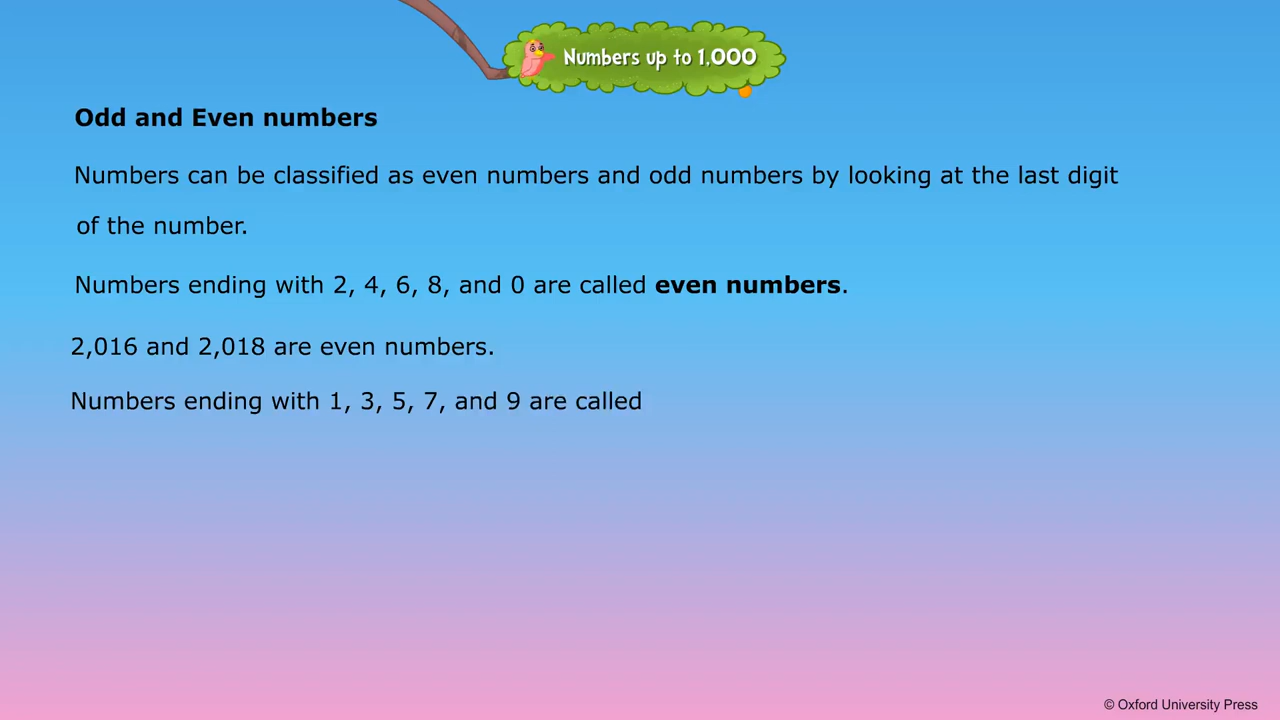 Numbers up to 1,000
Odd and Even numbers
Numbers can be classified as even numbers and odd numbers by looking at the last digit
of the number.
Numbers ending with 2, 4, 6, 8, and 0 are called even numbers.
2,016 and 2,018 are even numbers.
Numbers ending with 1, 3, 5, 7, and 9 are called
© Oxford University Press